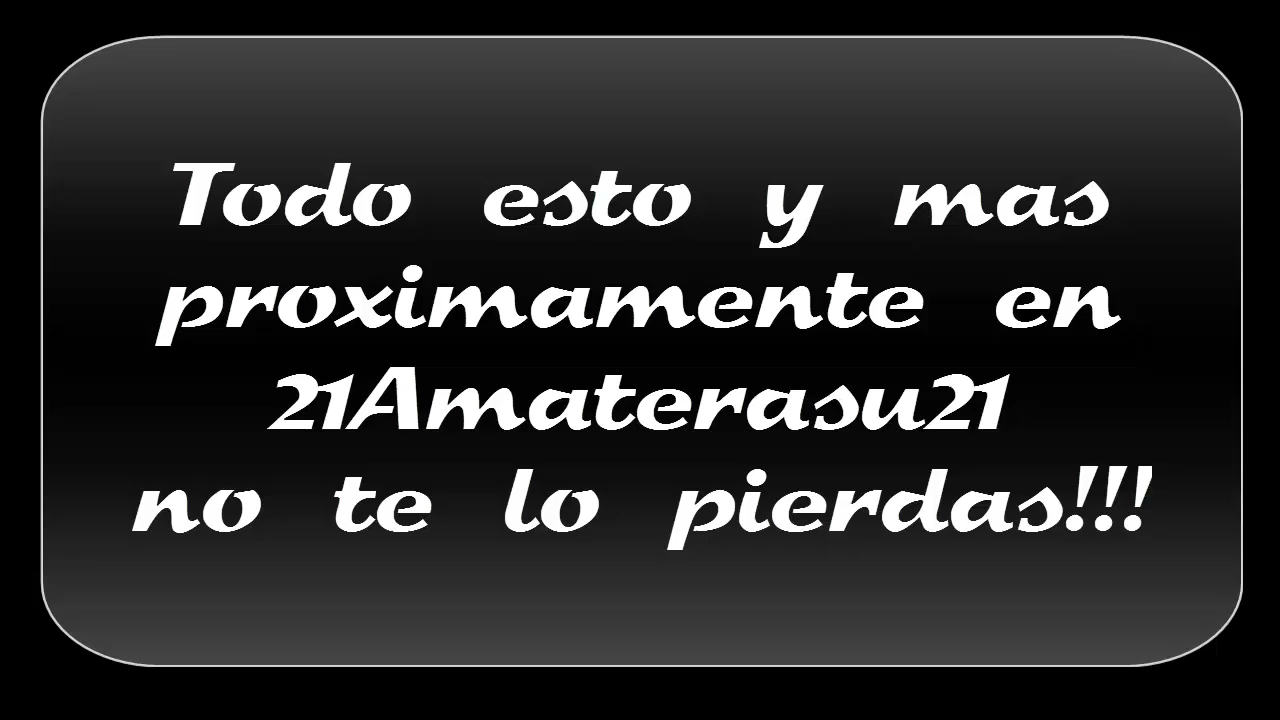 Todo esto y mas
proximamente en
21Amaterasu21
no te lo pierdas!!!